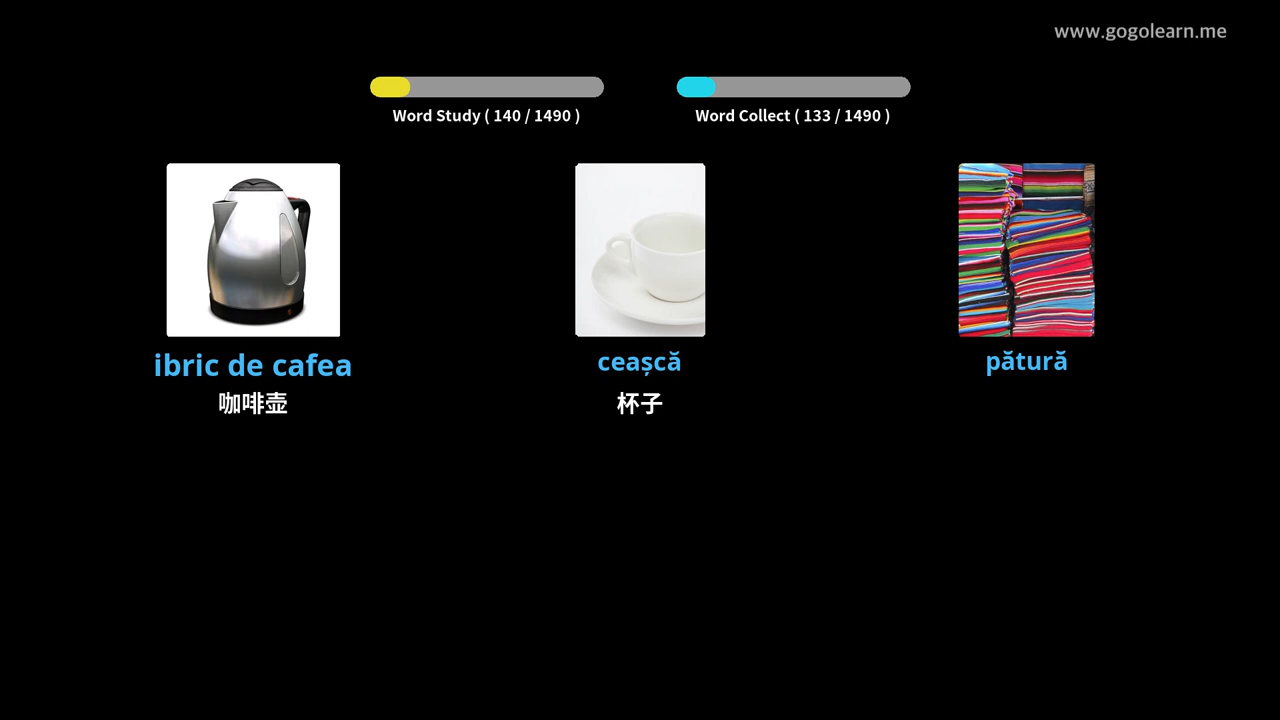 www.gogolearn.me
Word Study ( 140 / 1490 )
Word Collect ( 133 / 1490 )
ibric de cafea
ceașcă
pătură
咖啡壶
杯子